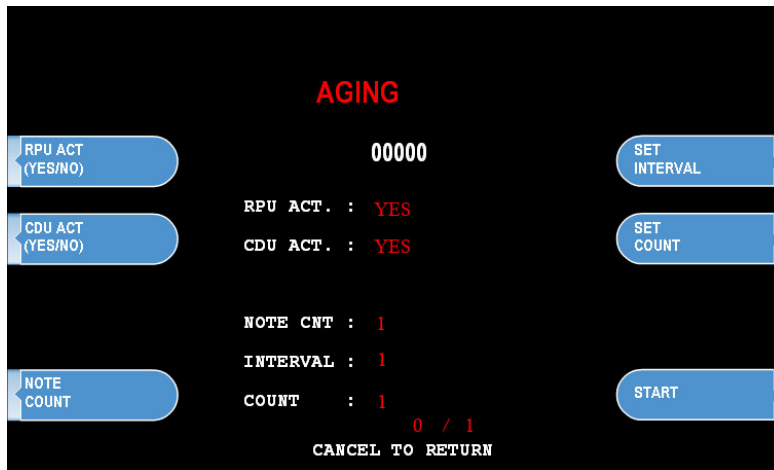 AGING
00000
RPU ACT
(YES/NO)
SET
INTERVAL
RPU ACT. : YES
CDU ACT
(YES/NO)
SET
COUNT
CDU ACT. : YES
NOTE CNT : 1
INTERVAL : 1
NOTE
COUNT
COUNT : 1
START
0 / 1
CANCEL TO RETURN